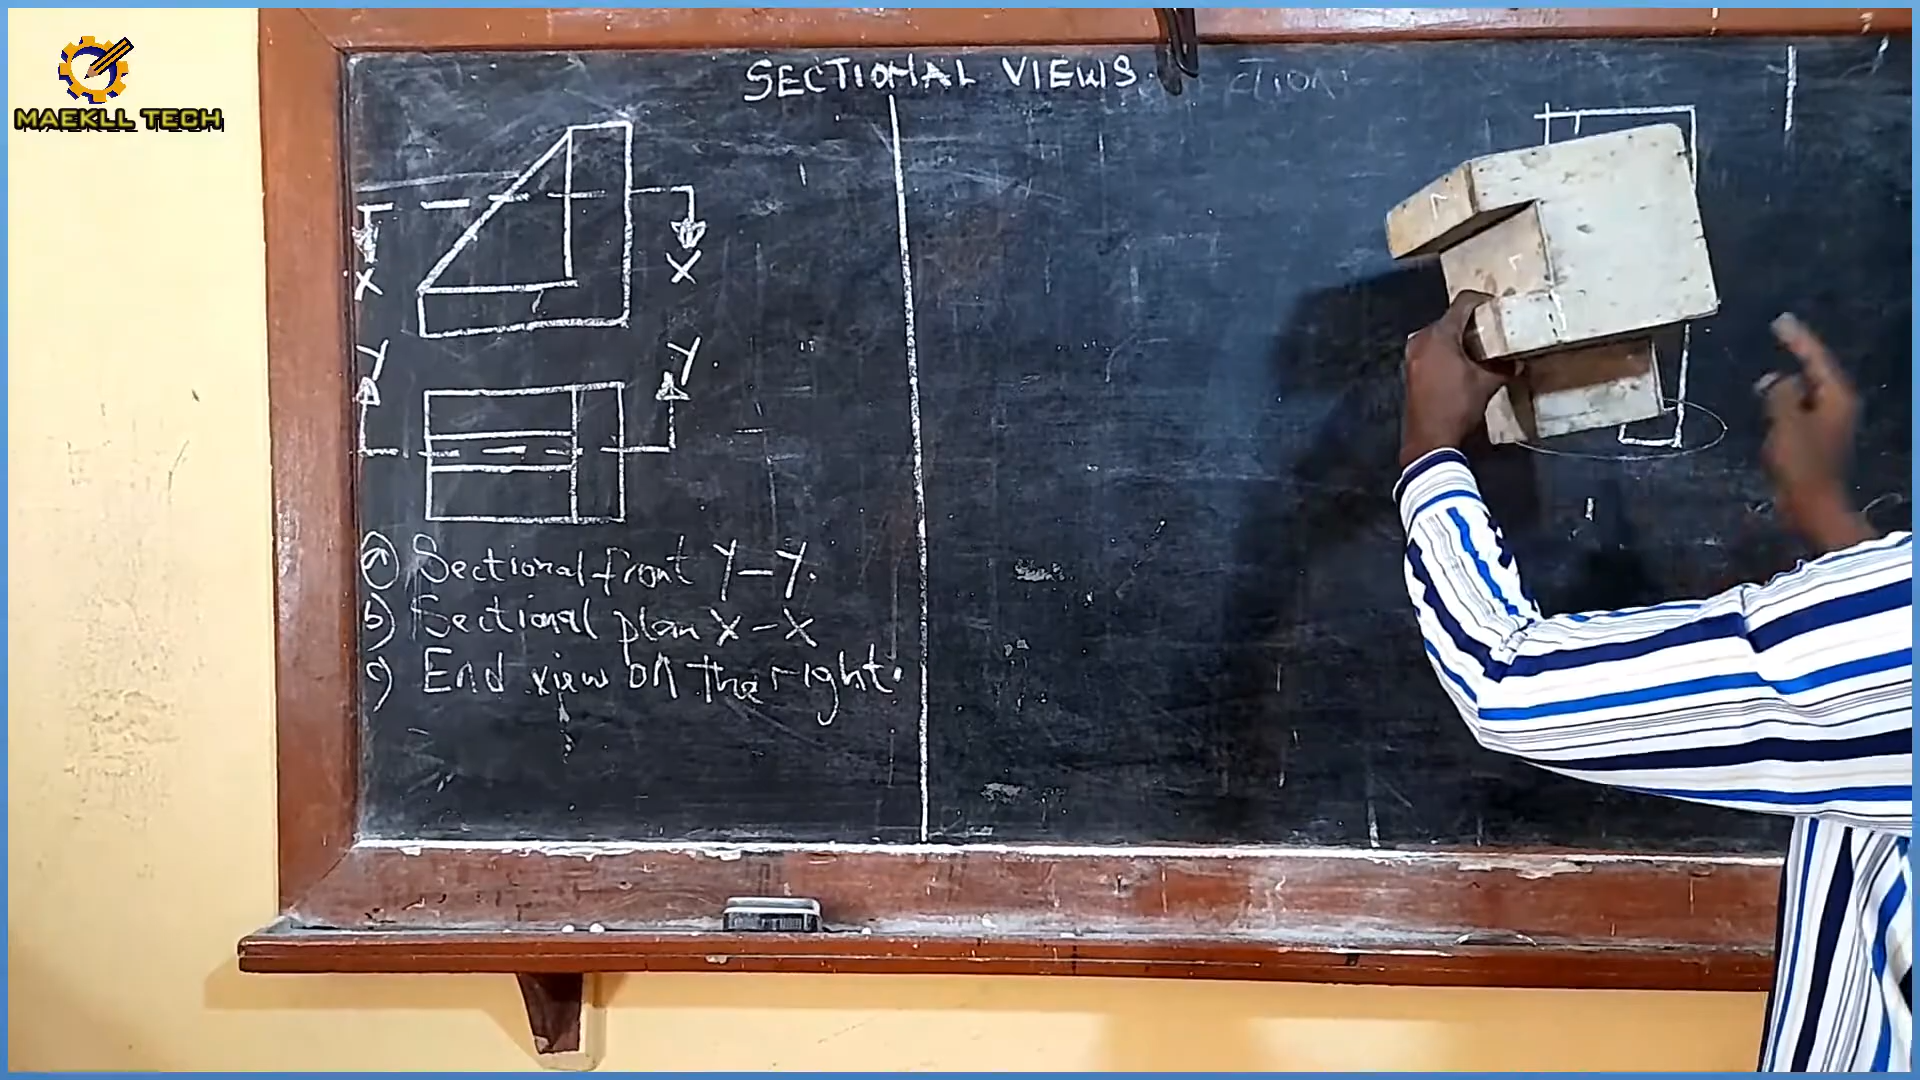 MAEKLL TECH
SECTIONAL VIEWS
X X
Y Y
a) Sectional front Y-Y.
b) Sectional plan X-X
c) End view on the right.